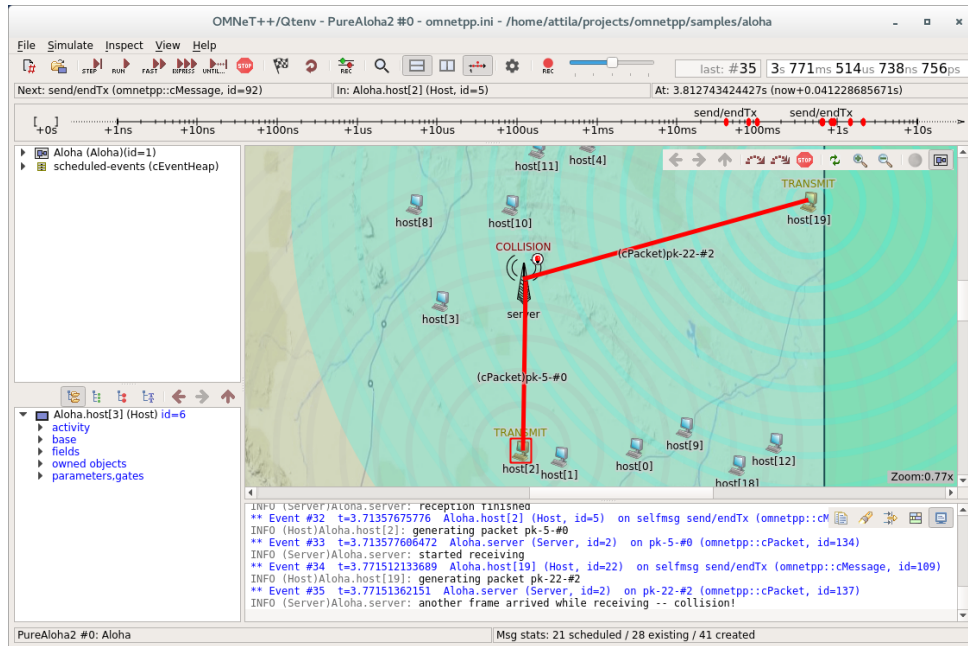 OMNeT++/Qtenv - PureAloha2 #0 - omnetpp.ini - /home/attila/projects/omnetpp/samples/aloha
File Simulate Inspect View Help
STEP RUN FAST EXPRESS UNTIL... STOP REC REC last: #35 3s 771ms 514us 738ns 756ps
Next: send/endTx (omnetpp::cMessage, id=92) In: Aloha.host[2] (Host, id=5) At: 3.812743424427s (now+0.041228685671s)
send/endTx send/endTx
+0s +1ns +10ns +100ns +1us +10us +100us +1ms +10ms +100ms +1s +10s
Aloha (Aloha)(id=1)
scheduled-events (cEventHeap)
host[11]
host[4]
STOP
TRANSMIT
host[19]
host[8]
host[10]
COLLISION
(cPacket)pk-22-#2
host[3]
server
(cPacket)pk-5-#0
TRANSMIT
host[2]
host[1]
host[0]
host[9]
host[12]
host[18]
Zoom:0.77x
Aloha.host[3] (Host) id=6
activity
base
fields
owned objects
parameters,gates
INFO (Server)Aloha.server: reception finished
** Event #32 t=3.71357675776 Aloha.host[2] (Host, id=5) on selfmsg send/endTx (omnetpp::cM
INFO (Host)Aloha.host[2]: generating packet pk-5-#0
** Event #33 t=3.713577606472 Aloha.server (Server, id=2) on pk-5-#0 (omnetpp::cPacket, id=134)
INFO (Server)Aloha.server: started receiving
** Event #34 t=3.771512133689 Aloha.host[19] (Host, id=22) on selfmsg send/endTx (omnetpp::cMessage, id=109)
INFO (Host)Aloha.host[19]: generating packet pk-22-#2
** Event #35 t=3.77151362151 Aloha.server (Server, id=2) on pk-22-#2 (omnetpp::cPacket, id=137)
INFO (Server)Aloha.server: another frame arrived while receiving -- collision!
PureAloha2 #0: Aloha Msg stats: 21 scheduled / 28 existing / 41 created